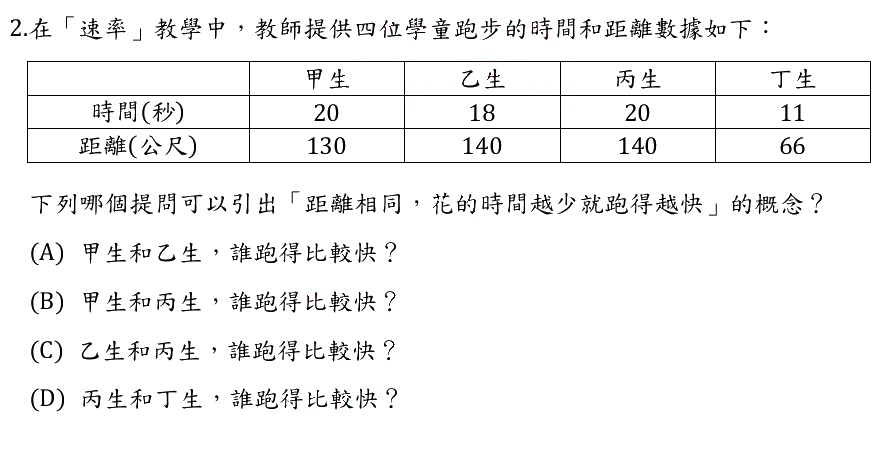 2.在「速率」教學中，教師提供四位學童跑步的時間和距離數據如下：
甲生 乙生 丙生 丁生
時間(秒) 20 18 20 11
距離(公尺) 130 140 140 66
下列哪個提問可以引出「距離相同，花的時間越少就跑得越快」的概念？
(A) 甲生和乙生，誰跑得比較快？
(B) 甲生和丙生，誰跑得比較快？
(C) 乙生和丙生，誰跑得比較快？
(D) 丙生和丁生，誰跑得比較快？